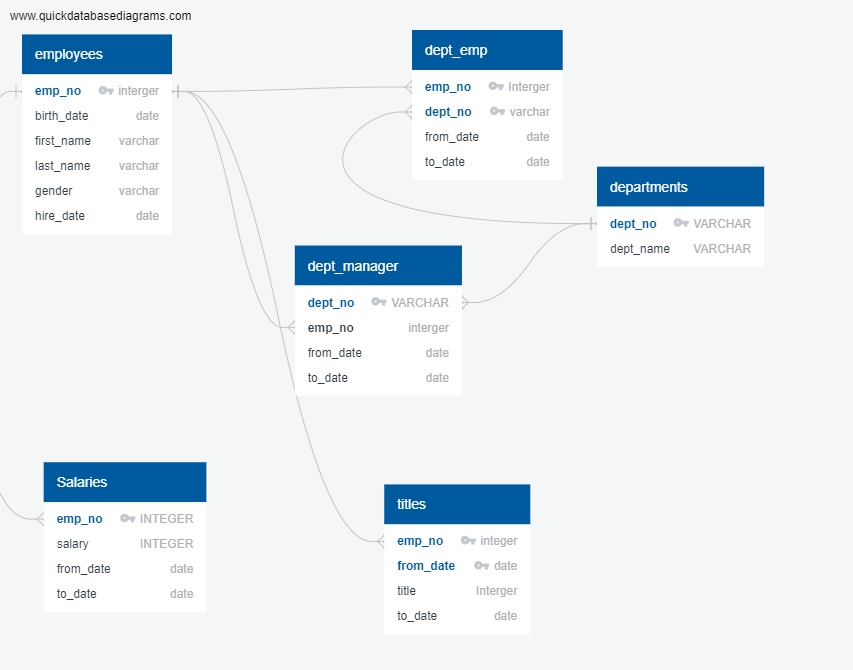 www.quickdatabasediagrams.com
employees
emp_no interger
birth_date date
first_name varchar
last_name varchar
gender varchar
hire_date date
dept_emp
emp_no Interger
dept_no varchar
from_date date
to_date date
departments
dept_no VARCHAR
dept_name VARCHAR
dept_manager
dept_no VARCHAR
emp_no interger
from_date date
to_date date
Salaries
emp_no INTEGER
salary INTEGER
from_date date
to_date date
titles
emp_no integer
from_date date
title Interger
to_date date